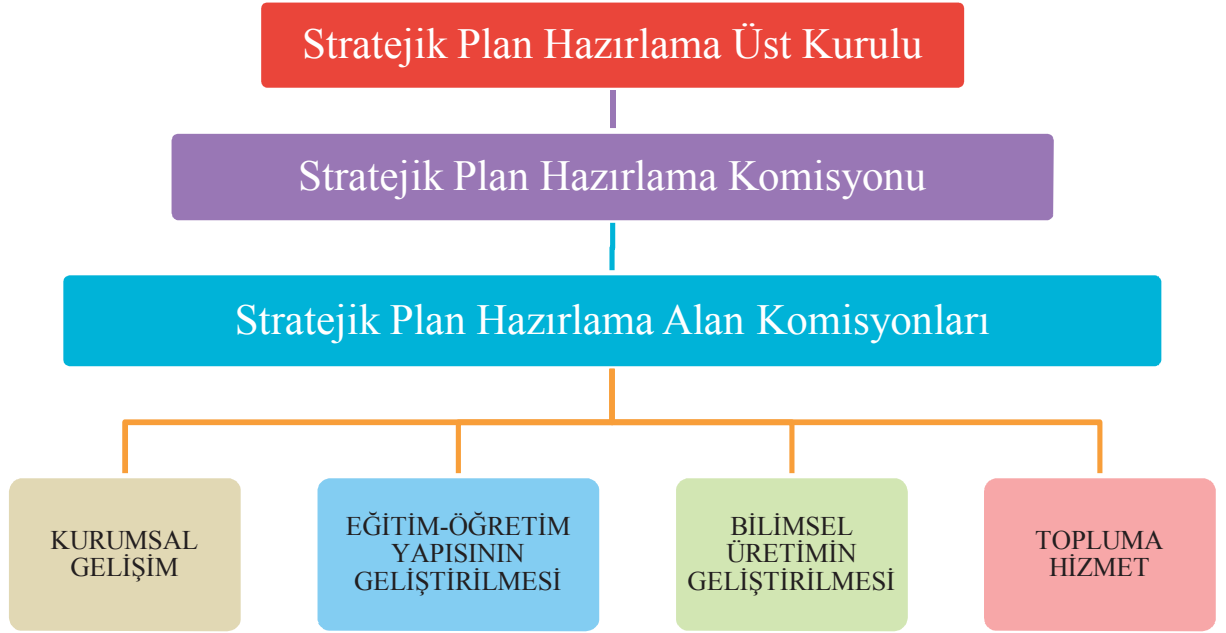 Stratejik Plan Hazırlama Üst Kurulu
Stratejik Plan Hazırlama Komisyonu
Stratejik Plan Hazırlama Alan Komisyonları
KURUMSAL
GELİŞİM
EĞİTİM-ÖĞRETİM
YAPISININ
GELİŞTİRİLMESİ
BİLİMSEL
ÜRETİMİN
GELİŞTİRİLMESİ
TOPLUMA
HİZMET